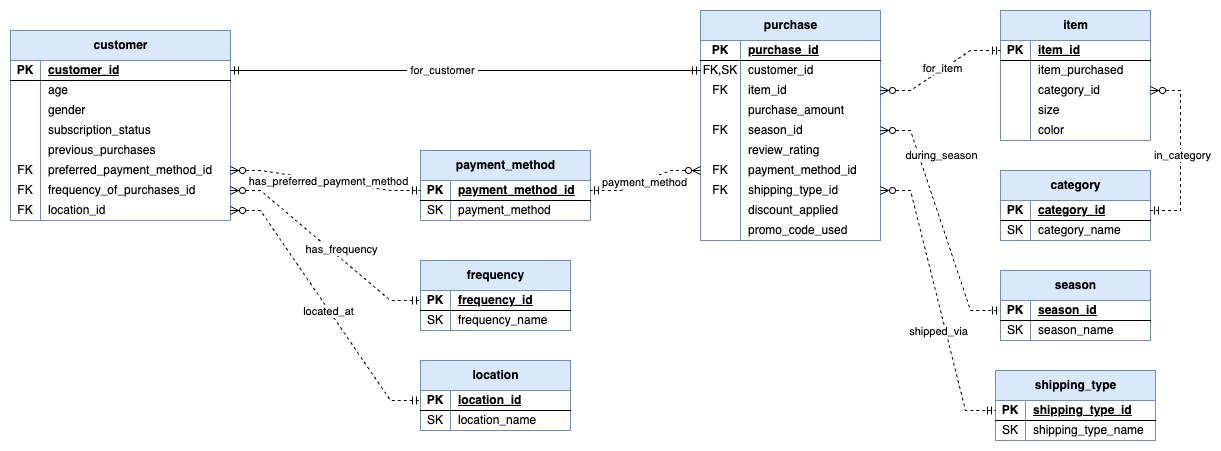 customer
PK customer_id
age
gender
subscription_status
previous_purchases
FK preferred_payment_method_id
FK frequency_of_purchases_id
FK location_id
for_customer
has_preferred_payment_method
has_frequency
located_at
payment_method
PK payment_method_id
SK payment_method
payment_method
frequency
PK frequency_id
SK frequency_name
location
PK location_id
SK location_name
purchase
PK purchase_id
FK,SK customer_id
FK item_id
purchase_amount
FK season_id
review_rating
FK payment_method_id
FK shipping_type_id
discount_applied
promo_code_used
for_item
during_season
shipped_via
item
PK item_id
item_purchased
category_id
size
color
in_category
category
PK category_id
SK category_name
season
PK season_id
SK season_name
shipping_type
PK shipping_type_id
SK shipping_type_name